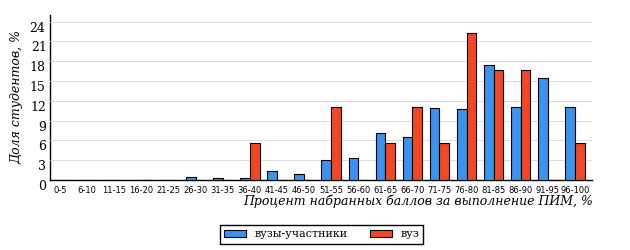 Доля студентов, %
24
21
18
15
12
9
6
3
0
0-5 6-10 11-15 16-20 21-25 26-30 31-35 36-40 41-45 46-50 51-55 56-60 61-65 66-70 71-75 76-80 81-85 86-90 91-95 96-100
Процент набранных баллов за выполнение ПИМ, %
вузы-участники вуз